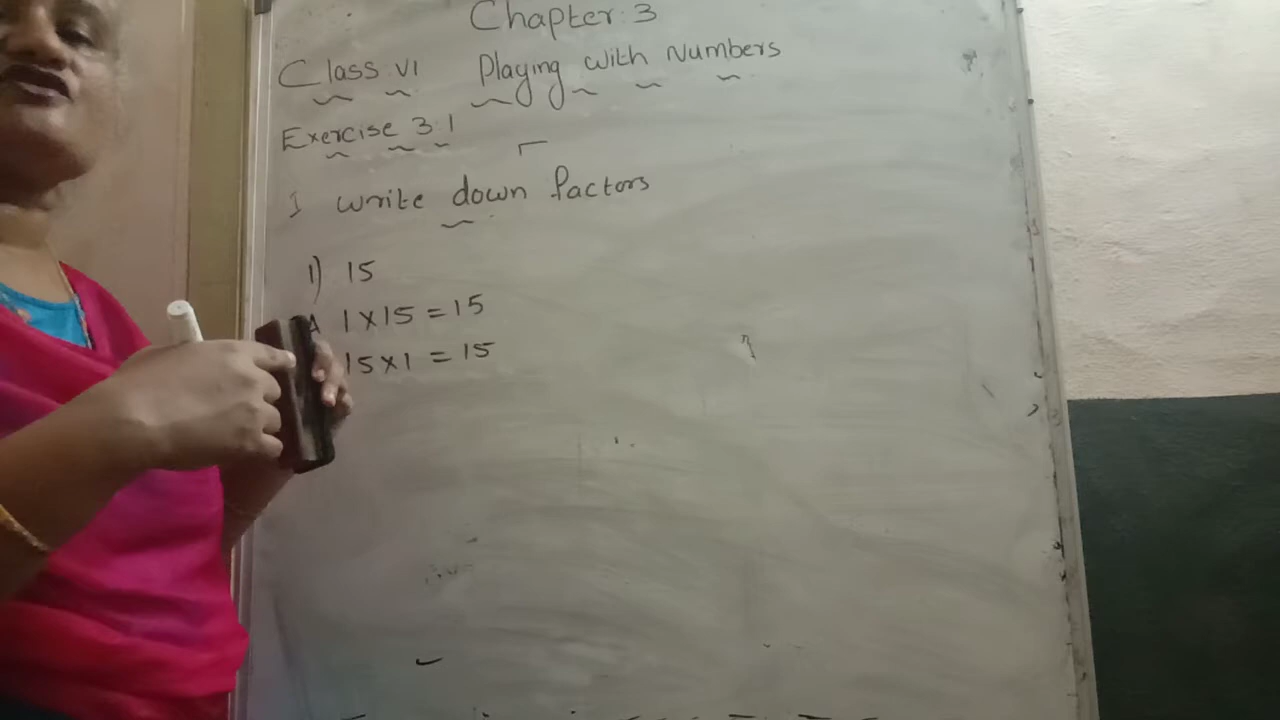 Chapter: 3
Class VI Playing with Numbers
Exercise 3.1
I write down factors
1) 15
A 1×15 = 15
15×1 = 15